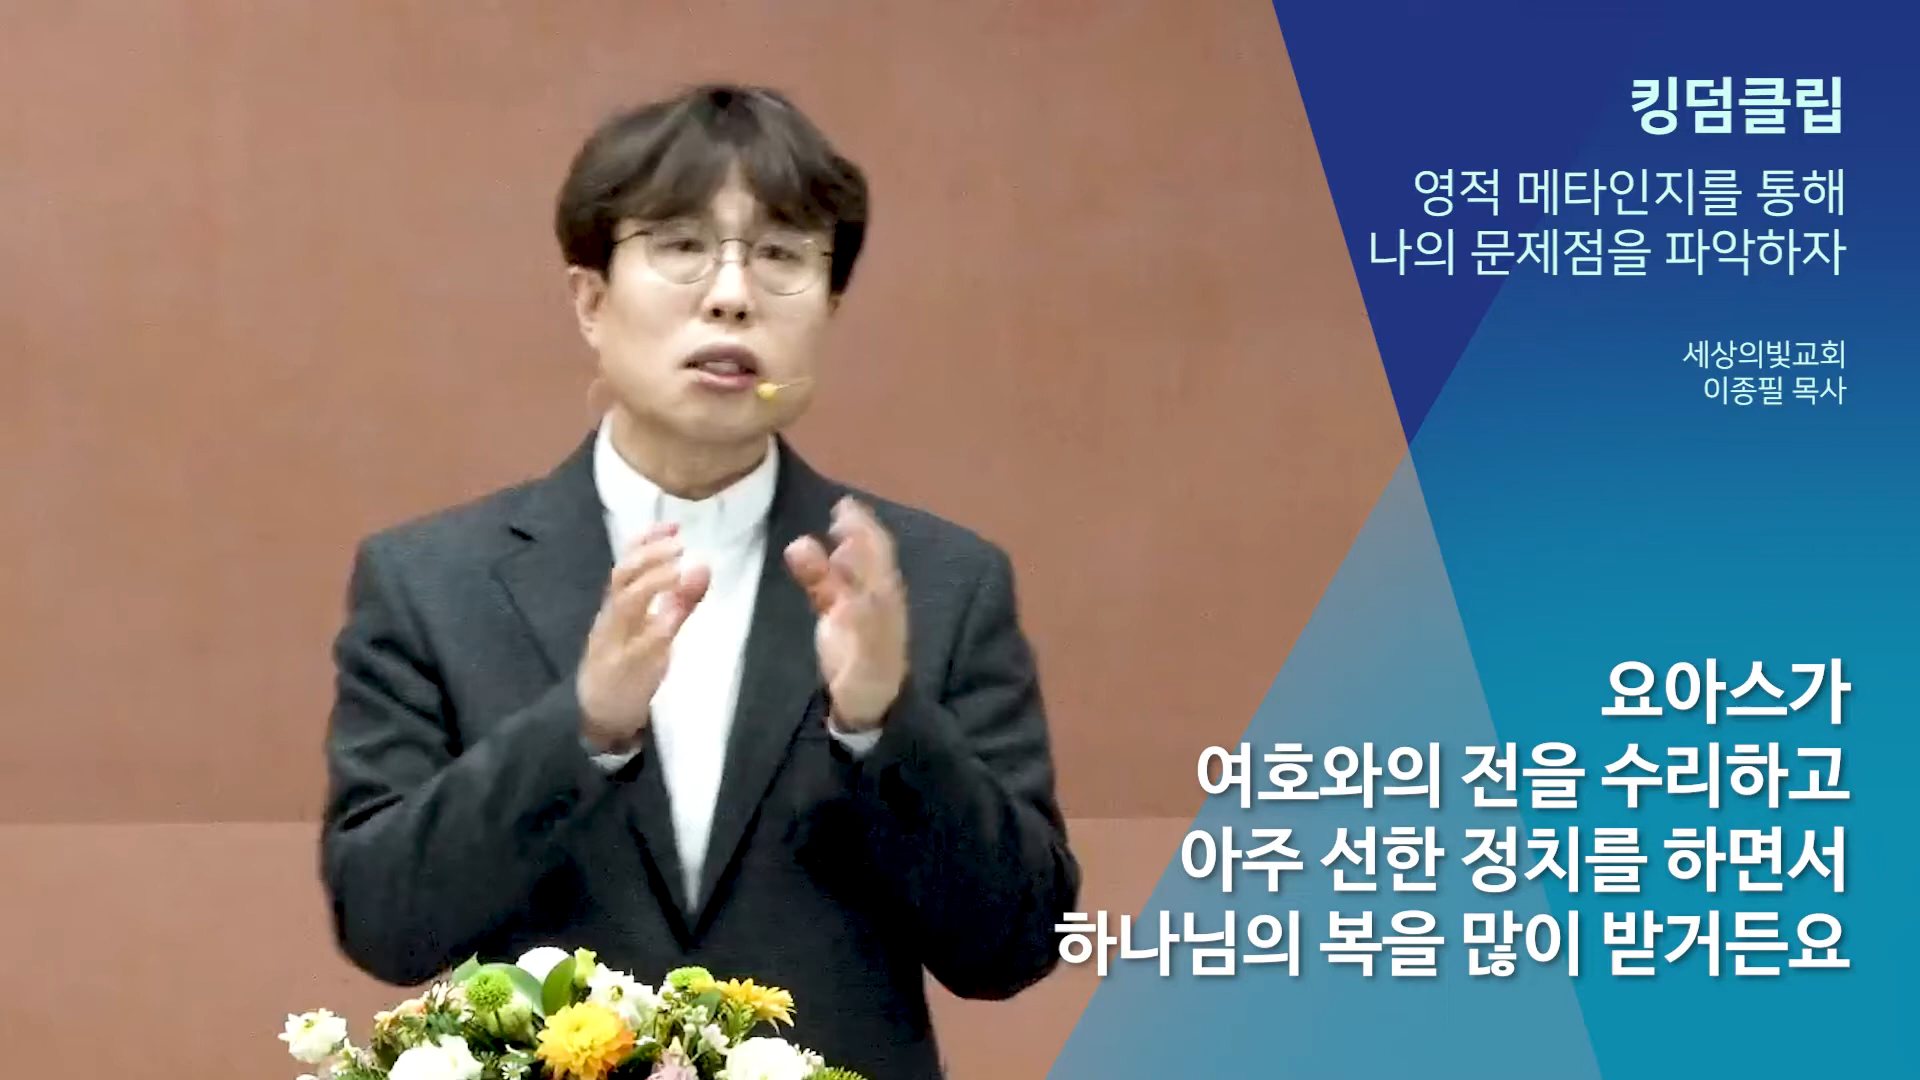 킹덤클립
영적 메타인지를 통해
나의 문제점을 파악하자
세상의빛교회
이종필 목사
요아스가
여호와의 전을 수리하고
아주 선한 정치를 하면서
하나님의 복을 많이 받거든요